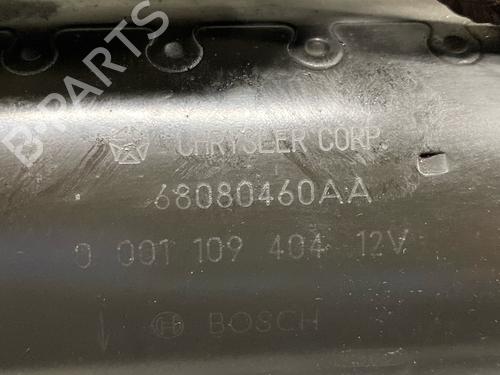 B-PARTS
CHRYSLER CORP.
68080460AA
0 001 109 404 12V
BOSCH